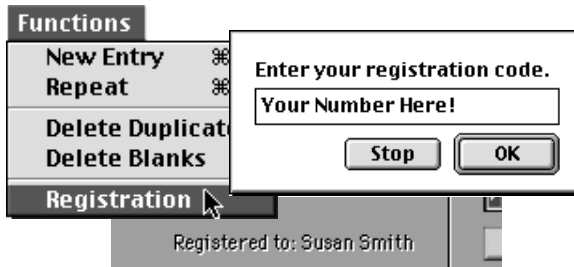 Functions
New Entry ⌘
Repeat ⌘
Delete Duplicat
Delete Blanks
Registration
Enter your registration code.
Your Number Here!
Stop OK
Registered to: Susan Smith